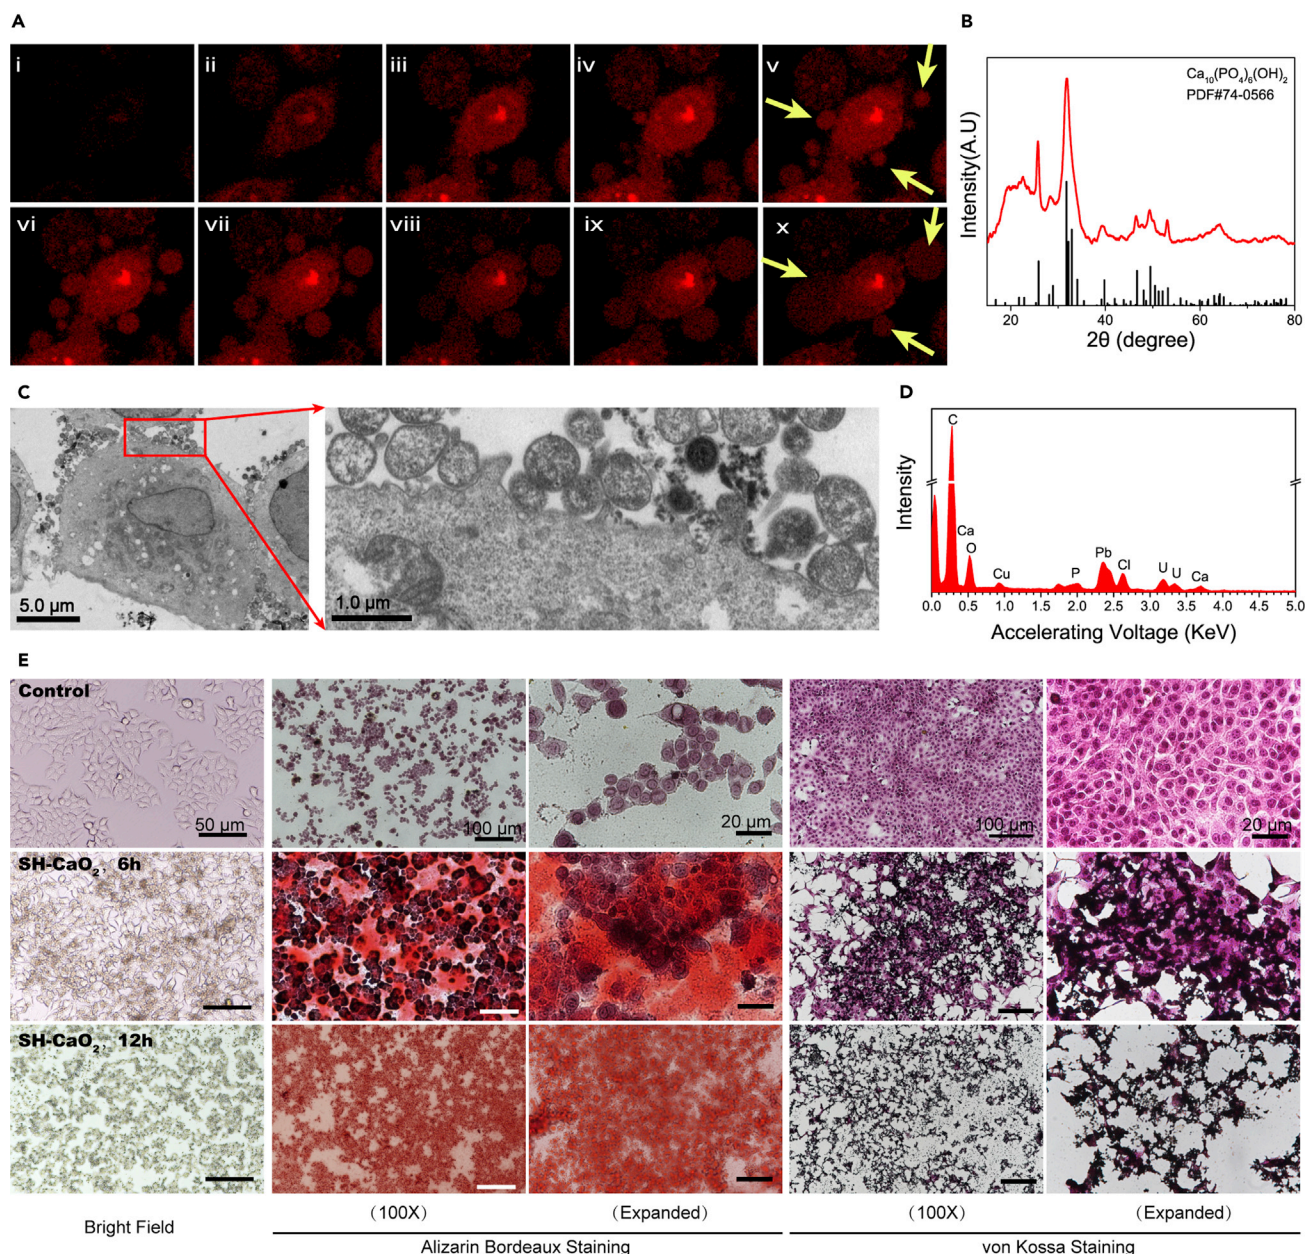 A
B
i
ii
iii
iv
v
vi
vii
viii
ix
x
Intensity(A.U)
Ca₁₀(PO₄)₆(OH)₂
PDF#74-0566
20
40
60
80
2θ (degree)
C
D
5.0 μm
1.0 μm
Intensity
C
Ca
O
Cu
P
Pb
Cl
U
U
Ca
0.0
0.5
1.0
1.5
2.0
2.5
3.0
3.5
4.0
4.5
5.0
Accelerating Voltage (KeV)
E
Control
50 μm
100 μm
20 μm
100 μm
20 μm
SH-CaO₂, 6h
SH-CaO₂, 12h
Bright Field
(100X)
(Expanded)
(100X)
(Expanded)
Alizarin Bordeaux Staining
von Kossa Staining